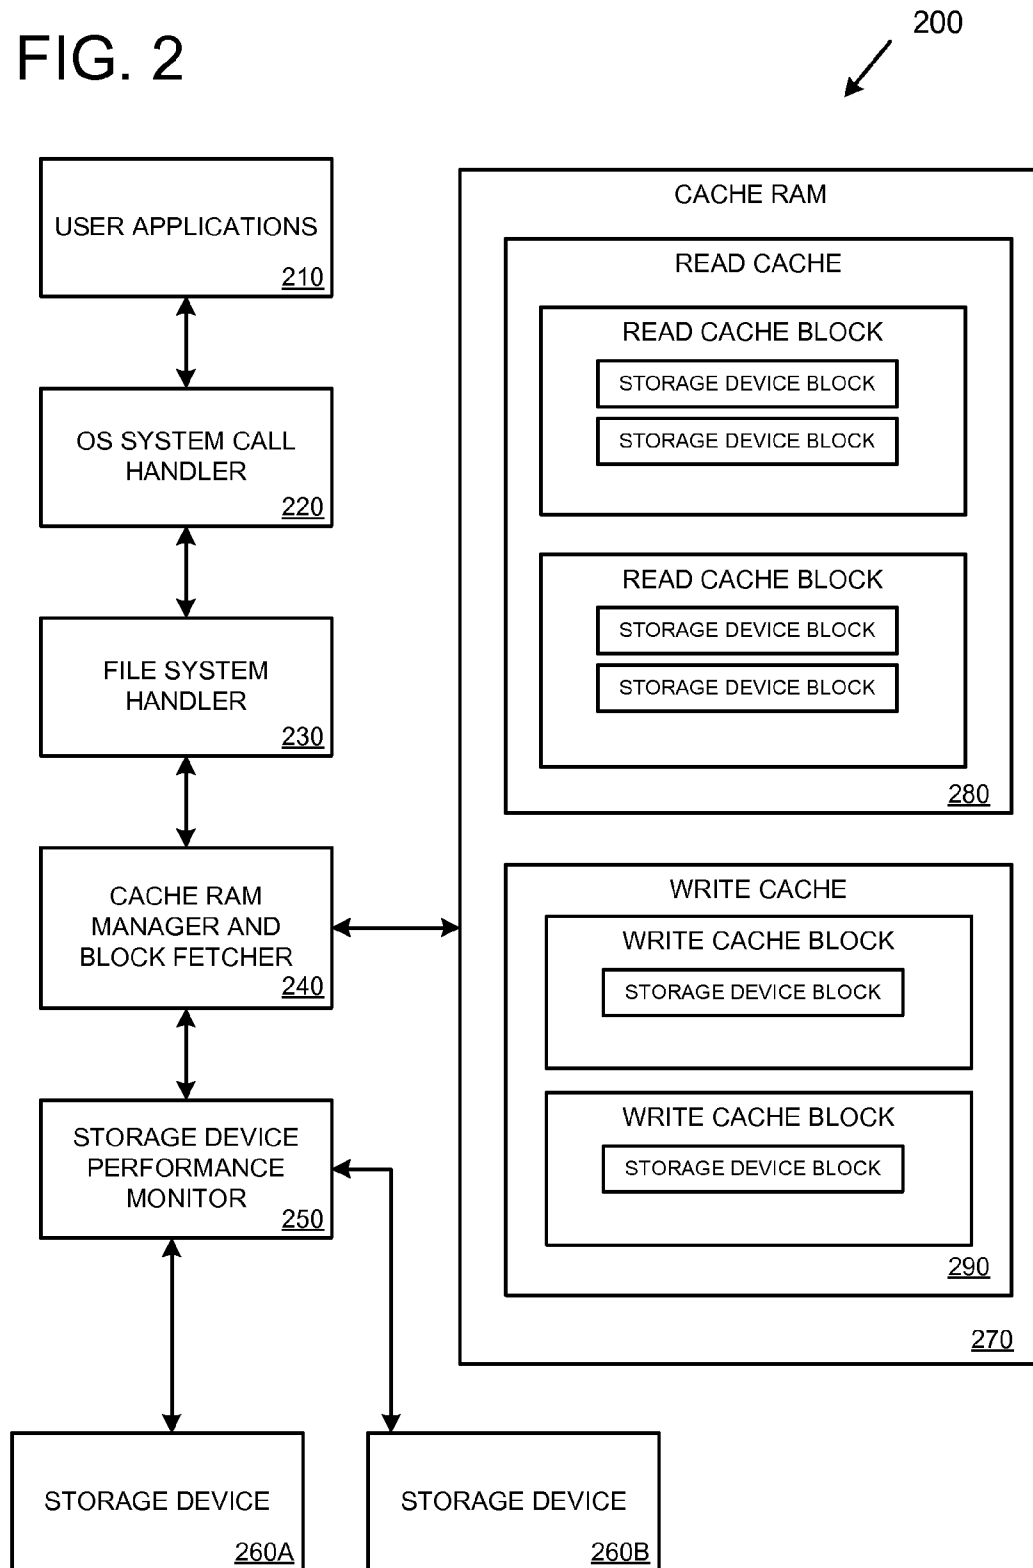 FIG. 2
200
USER APPLICATIONS
210
OS SYSTEM CALL
HANDLER
220
FILE SYSTEM
HANDLER
230
CACHE RAM
MANAGER AND
BLOCK FETCHER
240
STORAGE DEVICE
PERFORMANCE
MONITOR
250
STORAGE DEVICE
260A
STORAGE DEVICE
260B
CACHE RAM
READ CACHE
READ CACHE BLOCK
STORAGE DEVICE BLOCK
STORAGE DEVICE BLOCK
READ CACHE BLOCK
STORAGE DEVICE BLOCK
STORAGE DEVICE BLOCK
280
WRITE CACHE
WRITE CACHE BLOCK
STORAGE DEVICE BLOCK
WRITE CACHE BLOCK
STORAGE DEVICE BLOCK
290
270